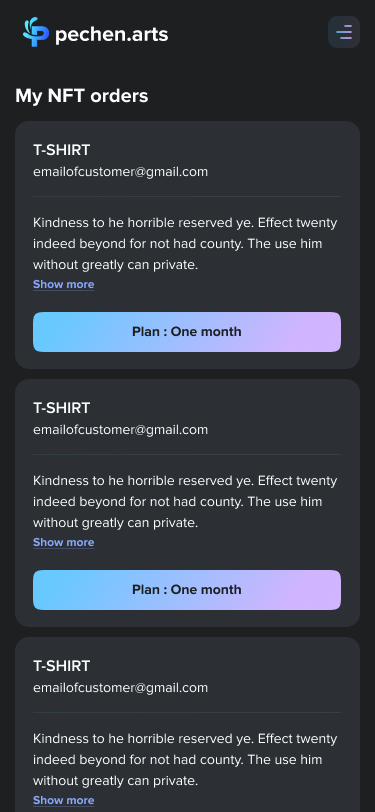 pechen.arts
My NFT orders
T-SHIRT
emailofcustomer@gmail.com
Kindness to he horrible reserved ye. Effect twenty
indeed beyond for not had county. The use him
without greatly can private.
Show more
Plan : One month
T-SHIRT
emailofcustomer@gmail.com
Kindness to he horrible reserved ye. Effect twenty
indeed beyond for not had county. The use him
without greatly can private.
Show more
Plan : One month
T-SHIRT
emailofcustomer@gmail.com
Kindness to he horrible reserved ye. Effect twenty
indeed beyond for not had county. The use him
without greatly can private.
Show more